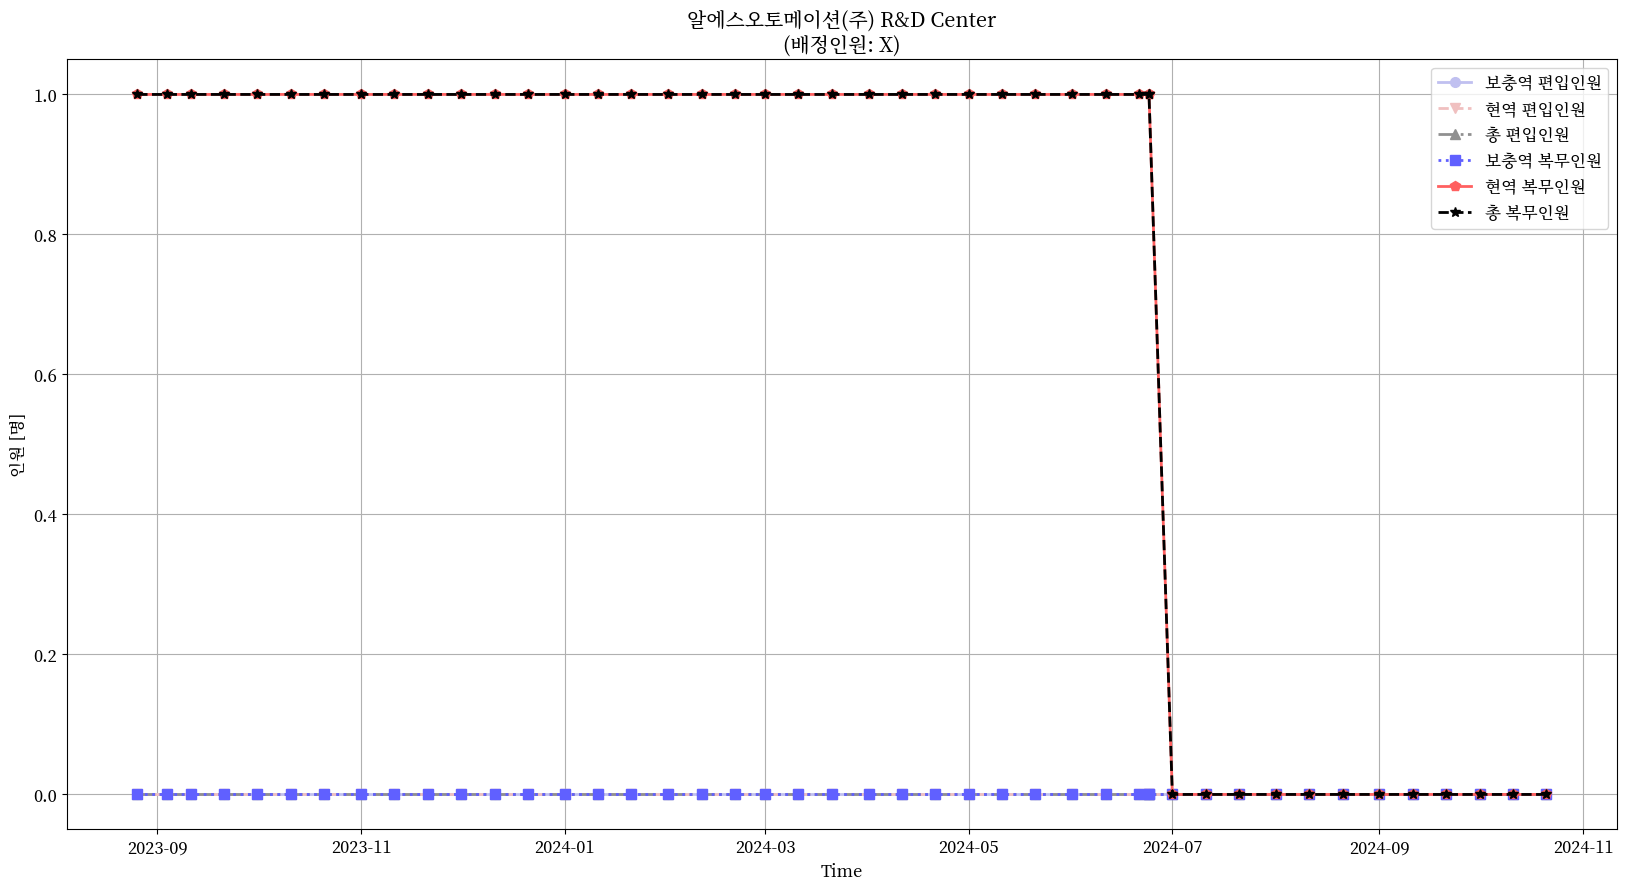 알에스오토메이션(주) R&D Center
(배정인원: X)
보충역 편입인원
현역 편입인원
총 편입인원
보충역 복무인원
현역 복무인원
총 복무인원
인원 [명]
1.0
0.8
0.6
0.4
0.2
0.0
2023-09
2023-11
2024-01
2024-03
2024-05
2024-07
2024-09
2024-11
Time